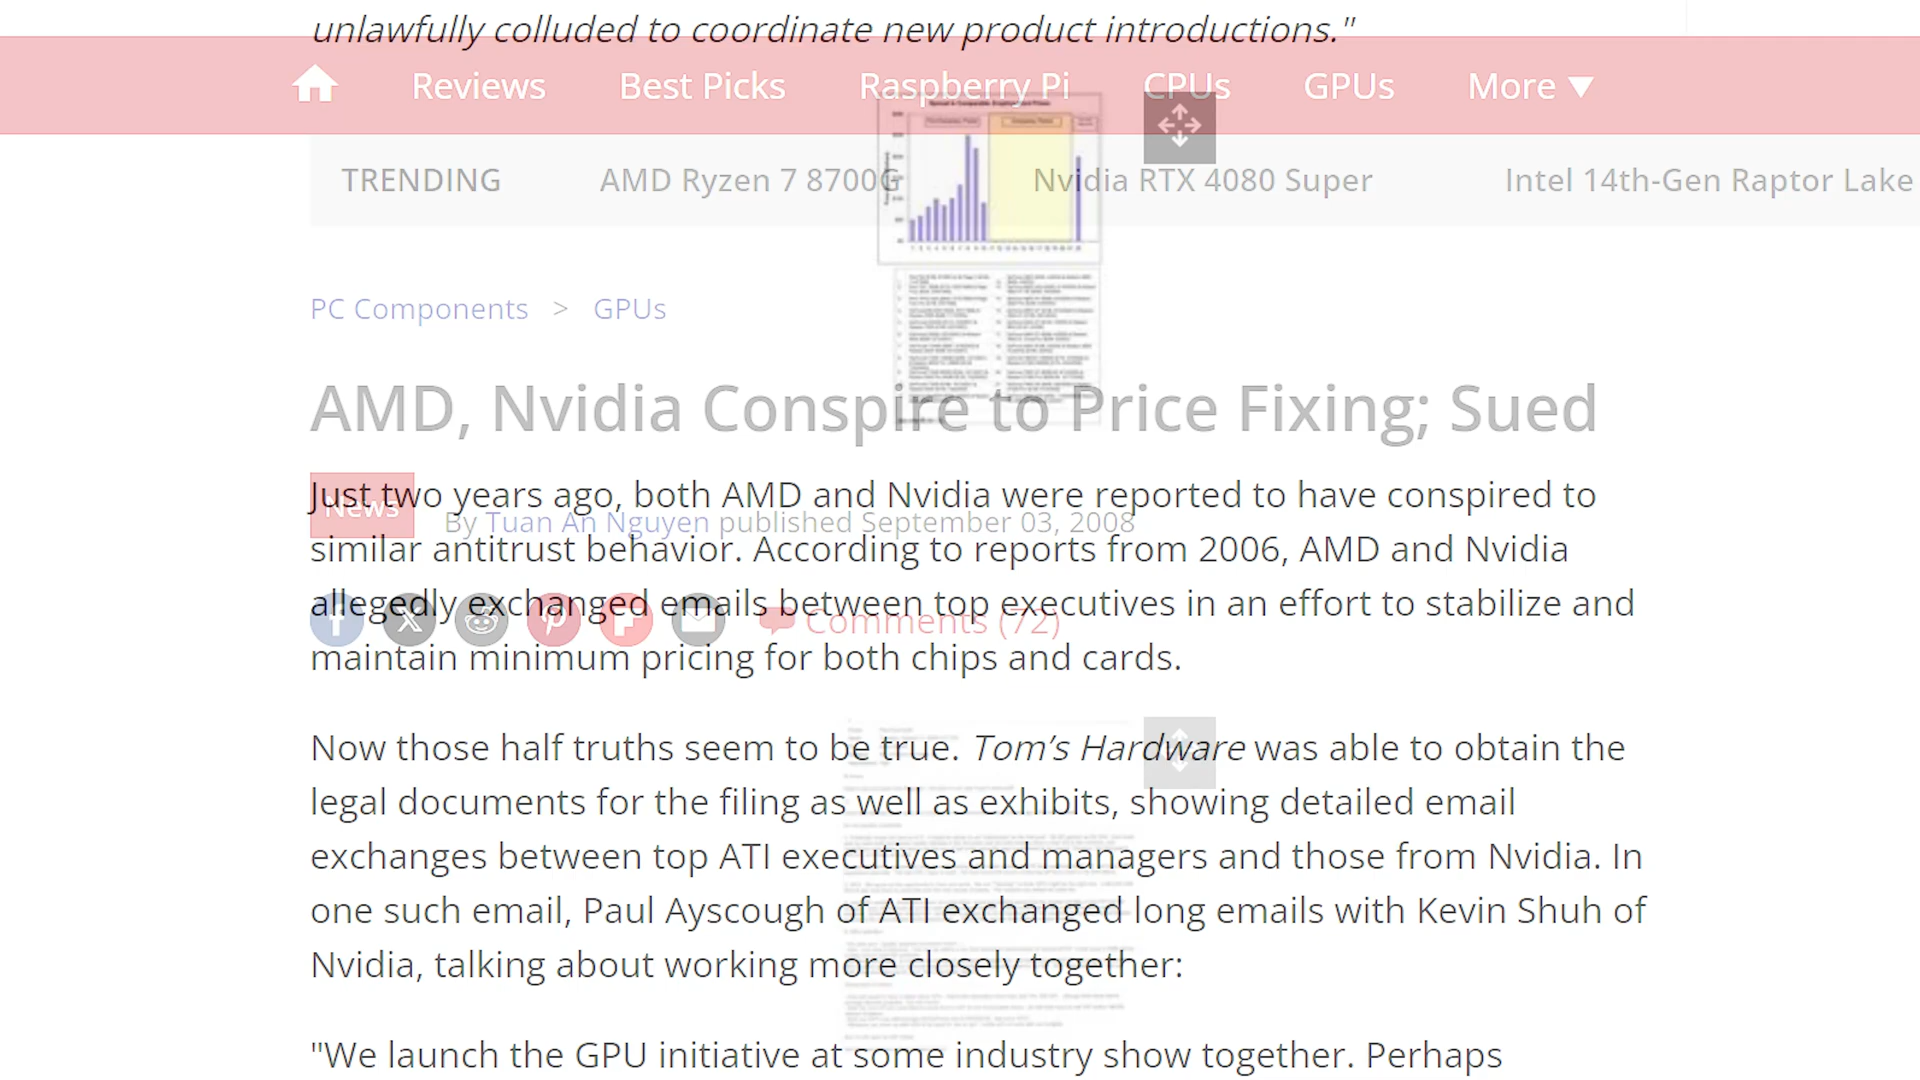 unlawfully colluded to coordinate new product introductions."
Reviews Best Picks Raspberry Pi CPUs GPUs More
TRENDING AMD Ryzen 7 8700G Nvidia RTX 4080 Super Intel 14th-Gen Raptor Lake
PC Components > GPUs
AMD, Nvidia Conspire to Price Fixing; Sued
Just two years ago, both AMD and Nvidia were reported to have conspired to
News
By Tuan An Nguyen published September 03, 2008
similar antitrust behavior. According to reports from 2006, AMD and Nvidia
allegedly exchanged emails between top executives in an effort to stabilize and
Comments (72)
maintain minimum pricing for both chips and cards.
Now those half truths seem to be true. Tom’s Hardware was able to obtain the
legal documents for the filing as well as exhibits, showing detailed email
exchanges between top ATI executives and managers and those from Nvidia. In
one such email, Paul Ayscough of ATI exchanged long emails with Kevin Shuh of
Nvidia, talking about working more closely together:
"We launch the GPU initiative at some industry show together. Perhaps